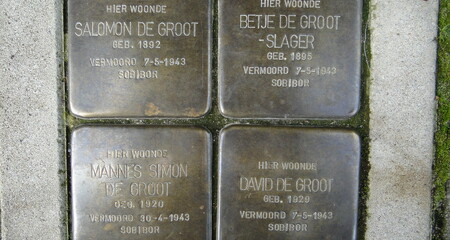 HIER WOONDE
SALOMON DE GROOT
GEB. 1892
VERMOORD 7-5-1943
SOBIBOR
HIER WOONDE
BETJE DE GROOT
-SLAGER
GEB. 1895
VERMOORD 7-5-1943
SOBIBOR
HIER WOONDE
MANNES SIMON
DE GROOT
GEB. 1920
VERMOORD 30-4-1943
SOBIBOR
HIER WOONDE
DAVID DE GROOT
GEB. 1926
VERMOORD 7-5-1943
SOBIBOR